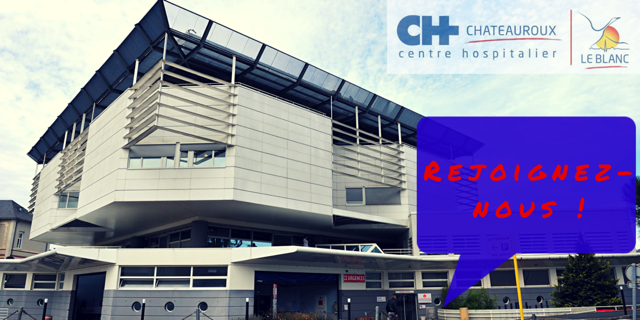 CH+ CHATEAUROUX
centre hospitalier
LE BLANC
REJOIGNEZ-
NOUS !
URGENCES